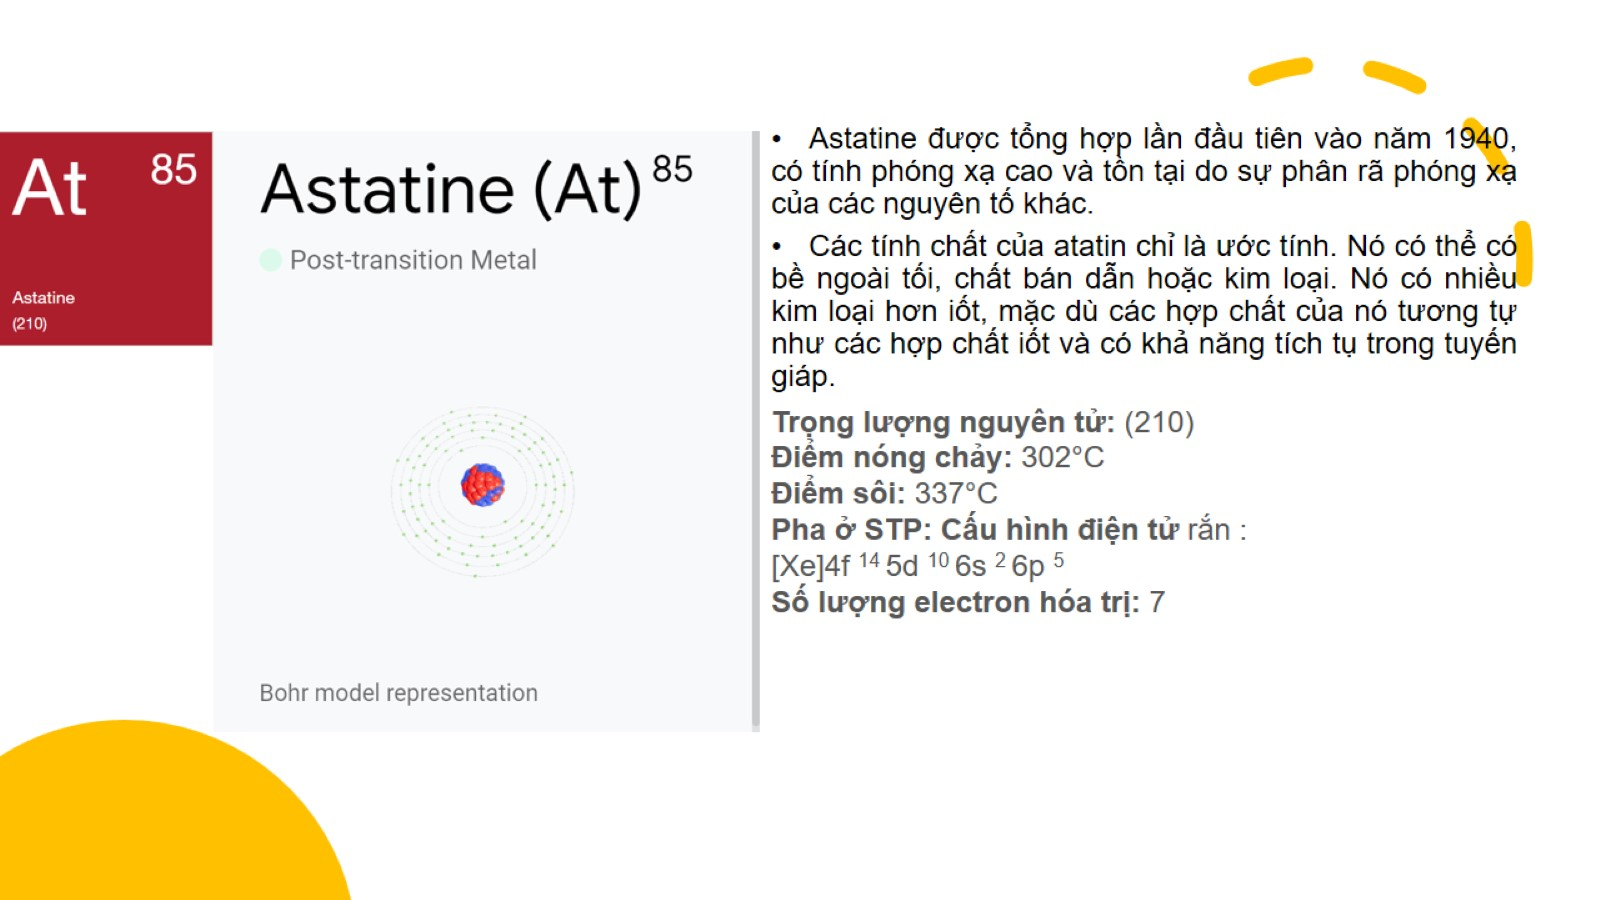 At 85
Astatine
(210)
Astatine (At) 85
Post-transition Metal
Bohr model representation
• Astatine được tổng hợp lần đầu tiên vào năm 1940,
có tính phóng xạ cao và tồn tại do sự phân rã phóng xạ
của các nguyên tố khác.
• Các tính chất của atatin chỉ là ước tính. Nó có thể có
bề ngoài tối, chất bán dẫn hoặc kim loại. Nó có nhiều
kim loại hơn iốt, mặc dù các hợp chất của nó tương tự
như các hợp chất iốt và có khả năng tích tụ trong tuyến
giáp.
Trọng lượng nguyên tử: (210)
Điểm nóng chảy: 302°C
Điểm sôi: 337°C
Pha ở STP: Cấu hình điện tử rắn :
[Xe]4f 14 5d 10 6s 2 6p 5
Số lượng electron hóa trị: 7